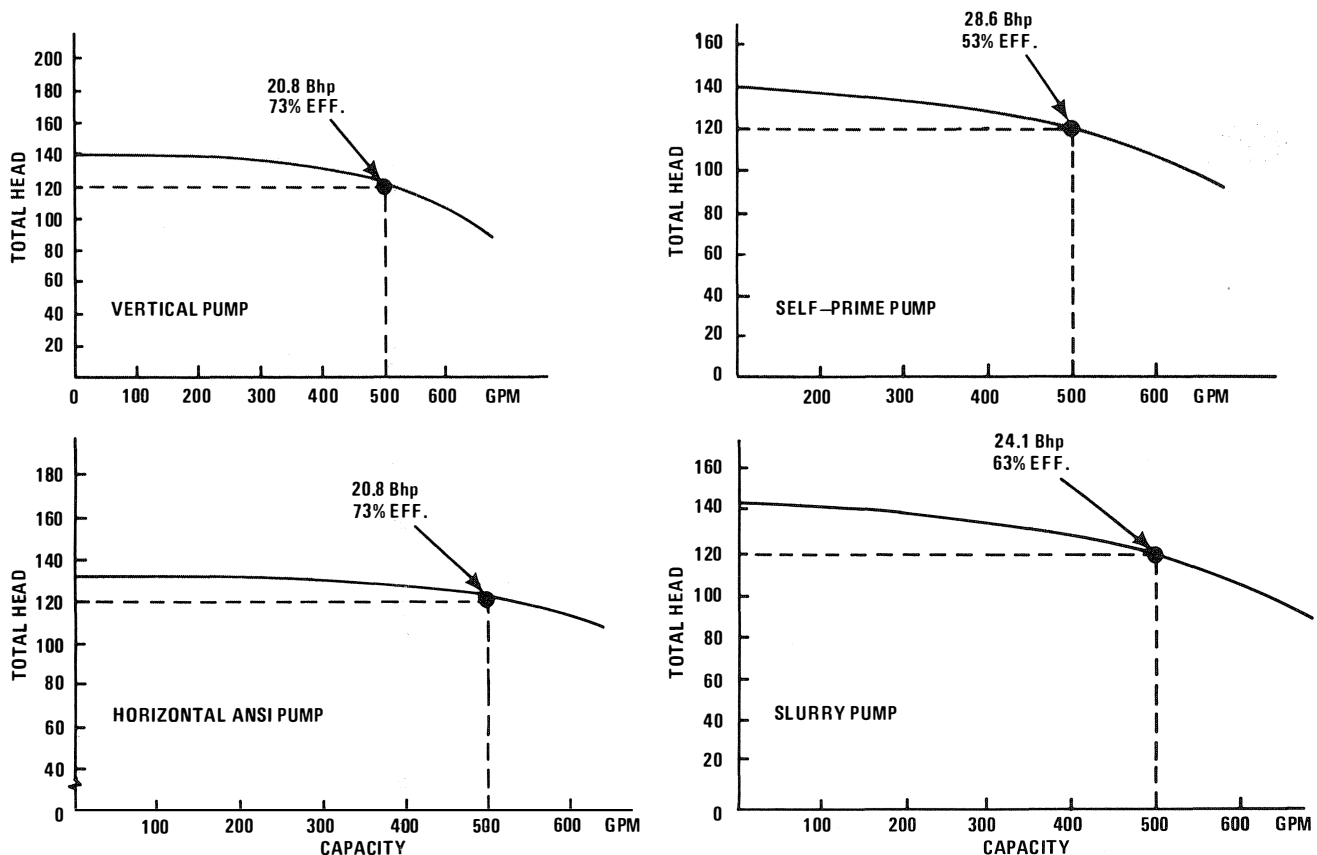 20.8 Bhp
73% EFF.
200
180
160
140
120
100
80
60
40
20
TOTAL HEAD
VERTICAL PUMP
0 100 200 300 400 500 600 GPM
28.6 Bhp
53% EFF.
160
140
120
100
80
60
40
20
0
TOTAL HEAD
SELF-PRIME PUMP
200 300 400 500 600 GPM
20.8 Bhp
73% EFF.
180
160
140
120
100
80
60
40
0
TOTAL HEAD
HORIZONTAL ANSI PUMP
100 200 300 400 500 600 GPM
CAPACITY
24.1 Bhp
63% EFF.
160
140
120
100
80
60
40
20
0
TOTAL HEAD
SLURRY PUMP
100 200 300 400 500 600 GPM
CAPACITY